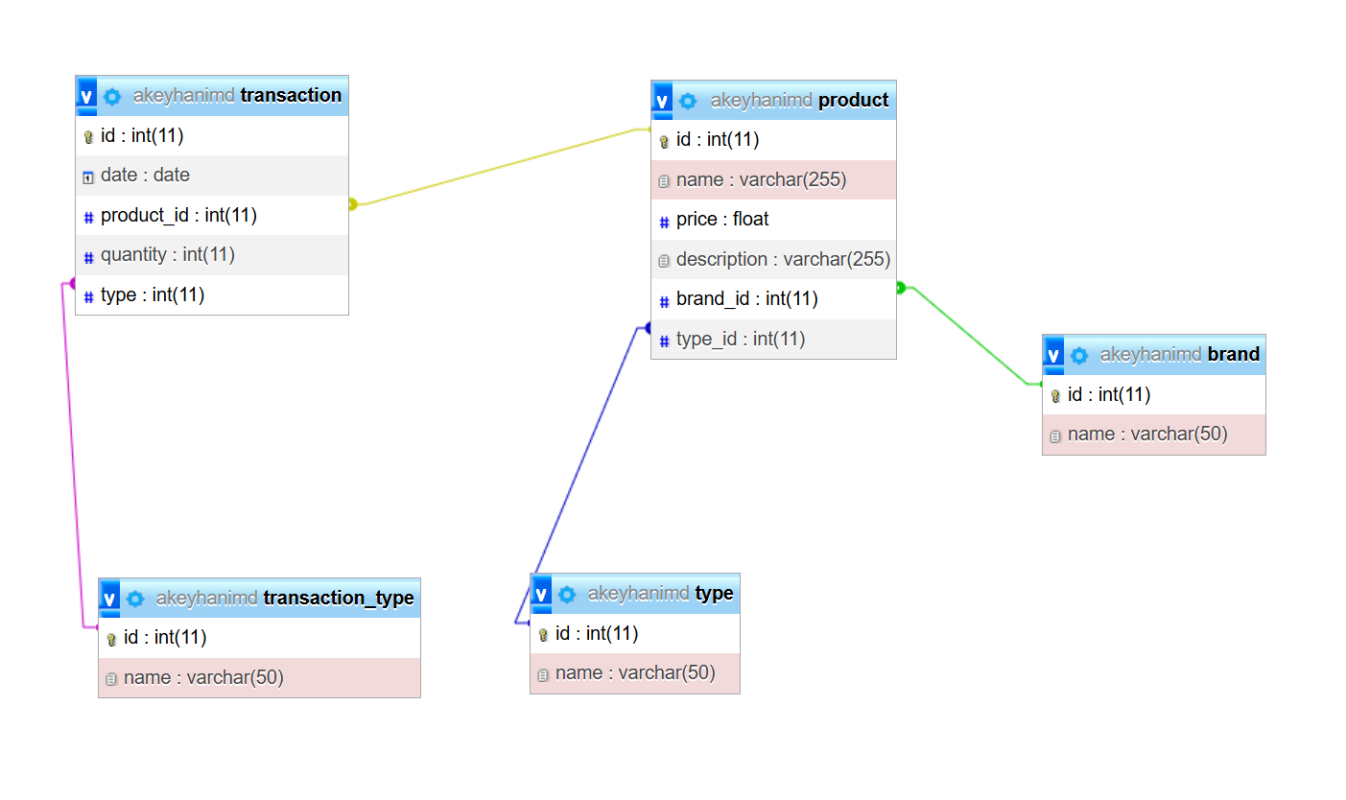 v akeyhanimd transaction
id : int(11)
date : date
# product_id : int(11)
# quantity : int(11)
# type : int(11)
v akeyhanimd product
id : int(11)
name : varchar(255)
# price : float
description : varchar(255)
# brand_id : int(11)
# type_id : int(11)
v akeyhanimd brand
id : int(11)
name : varchar(50)
v akeyhanimd transaction_type
id : int(11)
name : varchar(50)
v akeyhanimd type
id : int(11)
name : varchar(50)